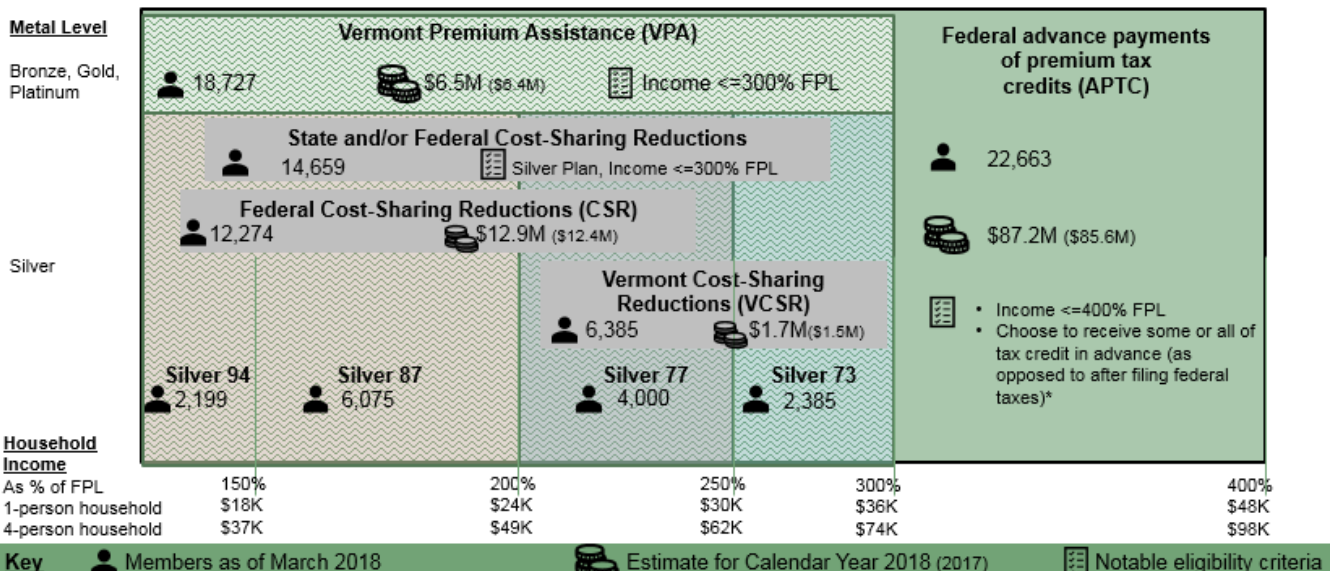 Metal Level
Bronze, Gold,
Platinum
Vermont Premium Assistance (VPA)
18,727
$6.5M ($6.4M)
Income <=300% FPL
State and/or Federal Cost-Sharing Reductions
14,659
Silver Plan, Income <=300% FPL
Federal Cost-Sharing Reductions (CSR)
12,274
$12.9M ($12.4M)
Silver
Vermont Cost-Sharing
Reductions (VCSR)
6,385
$1.7M($1.5M)
Silver 94
2,199
Silver 87
6,075
Silver 77
4,000
Silver 73
2,385
Federal advance payments
of premium tax
credits (APTC)
22,663
$87.2M ($85.6M)
• Income <=400% FPL
• Choose to receive some or all of
tax credit in advance (as
opposed to after filing federal
taxes)*
Household
Income
As % of FPL 150% 200% 250% 300% 400%
1-person household $18K $24K $30K $36K $48K
4-person household $37K $49K $62K $74K $98K
Key Members as of March 2018 Estimate for Calendar Year 2018 (2017) Notable eligibility criteria